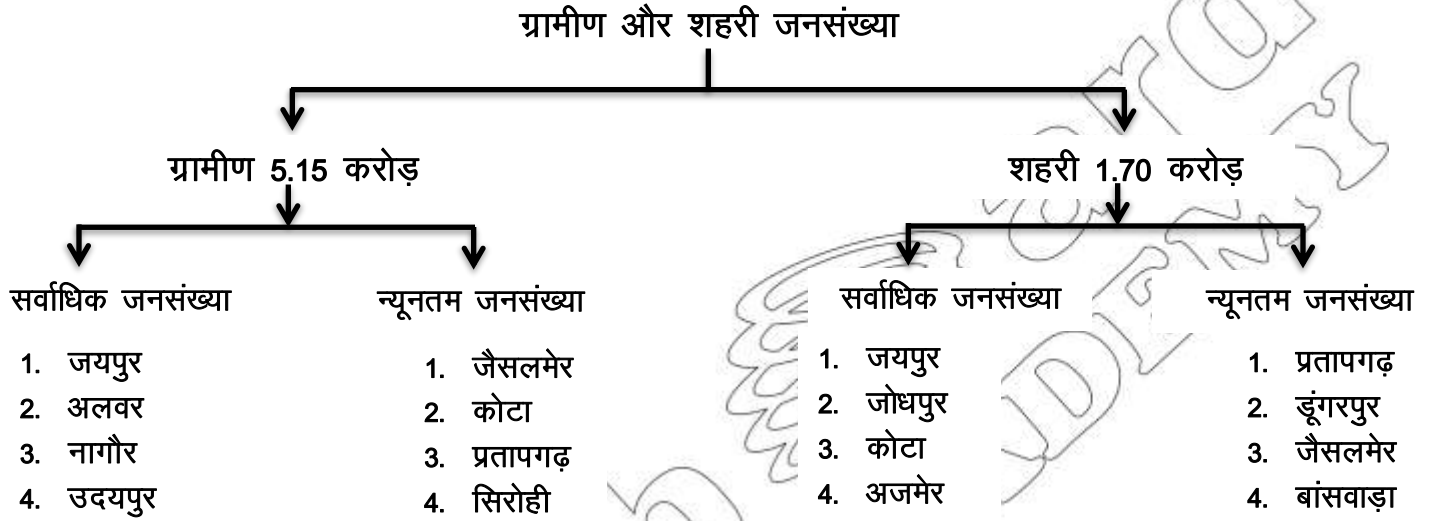 ग्रामीण और शहरी जनसंख्या
ग्रामीण 5.15 करोड़
शहरी 1.70 करोड़
सर्वाधिक जनसंख्या
1. जयपुर
2. अलवर
3. नागौर
4. उदयपुर
न्यूनतम जनसंख्या
1. जैसलमेर
2. कोटा
3. प्रतापगढ़
4. सिरोही
सर्वाधिक जनसंख्या
1. जयपुर
2. जोधपुर
3. कोटा
4. अजमेर
न्यूनतम जनसंख्या
1. प्रतापगढ़
2. डूंगरपुर
3. जैसलमेर
4. बांसवाड़ा